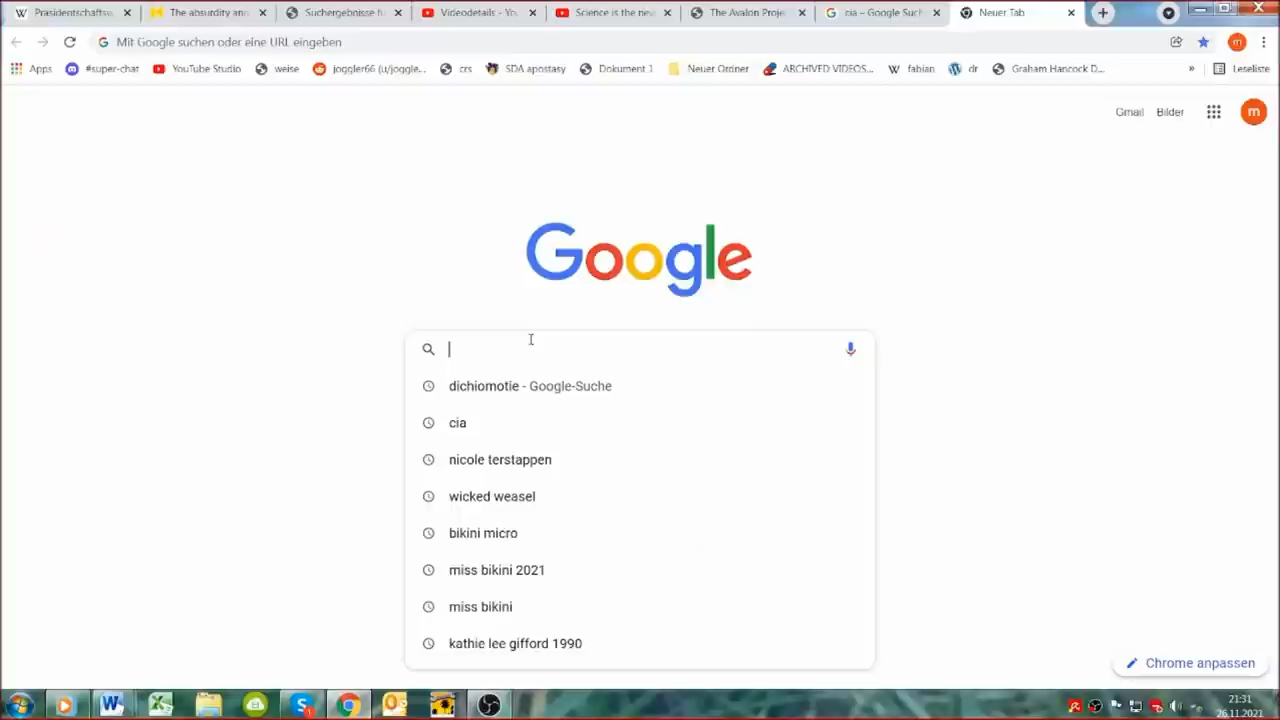 Präsidentschaftsw
The absurdity an
Suchergebnisse fu
Videodetails - Yo
Science is the ne
The Avalon Proje
cia – Google Such
Neuer Tab
Mit Google suchen oder eine URL eingeben
m
Apps
#super-chat
YouTube Studio
weise
joggler66 (u/joggle...
crs
SDA apostasy
Dokument 1
Neuer Ordner
ARCHIVED VIDEOS...
fabian
dr
Graham Hancock D...
»
Leseliste
Gmail
Bilder
m
Google
dichiomotie - Google-Suche
cia
nicole terstappen
wicked weasel
bikini micro
miss bikini 2021
miss bikini
kathie lee gifford 1990
Chrome anpassen
21:31
26.11.2021